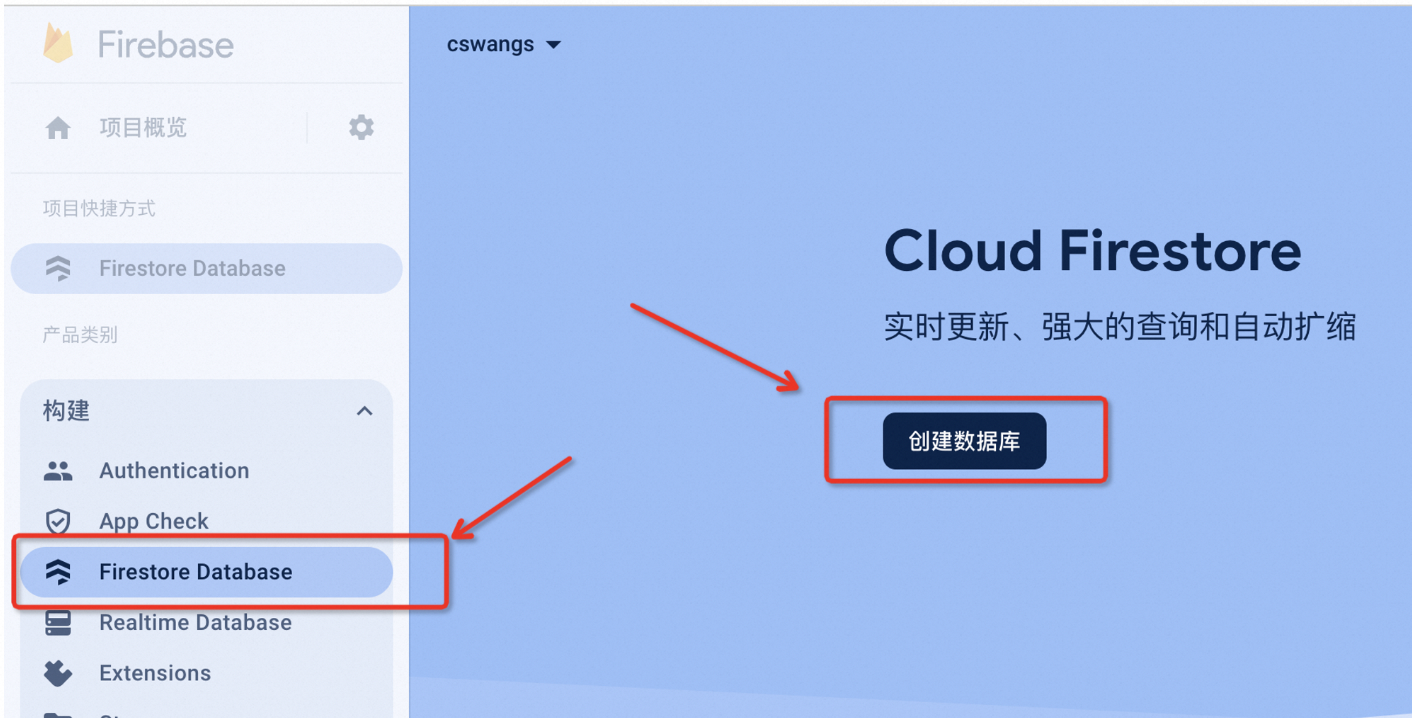 Firebase
项目概览
项目快捷方式
Firestore Database
产品类别
构建
Authentication
App Check
Firestore Database
Realtime Database
Extensions
cswangs
Cloud Firestore
实时更新、强大的查询和自动扩缩
创建数据库